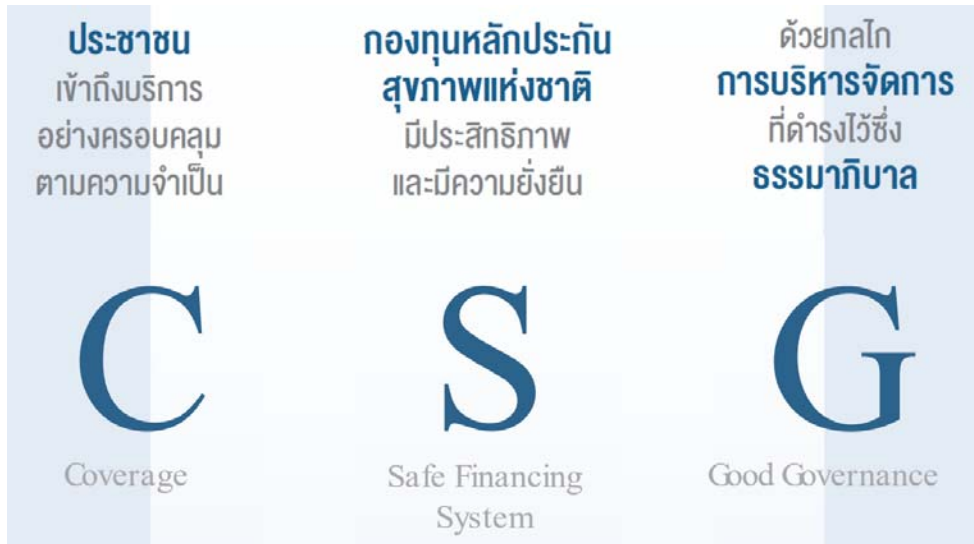 ประชาชน
เข้าถึงบริการ
อย่างครอบคลุม
ตามความจำเป็น
กองทุนหลักประกัน
สุขภาพแห่งชาติ
มีประสิทธิภาพ
และมีความยั่งยืน
ด้วยกลไก
การบริหารจัดการ
ที่ดำรงไว้ซึ่ง
ธรรมาภิบาล
C
Coverage
S
Safe Financing
System
G
Good Governance